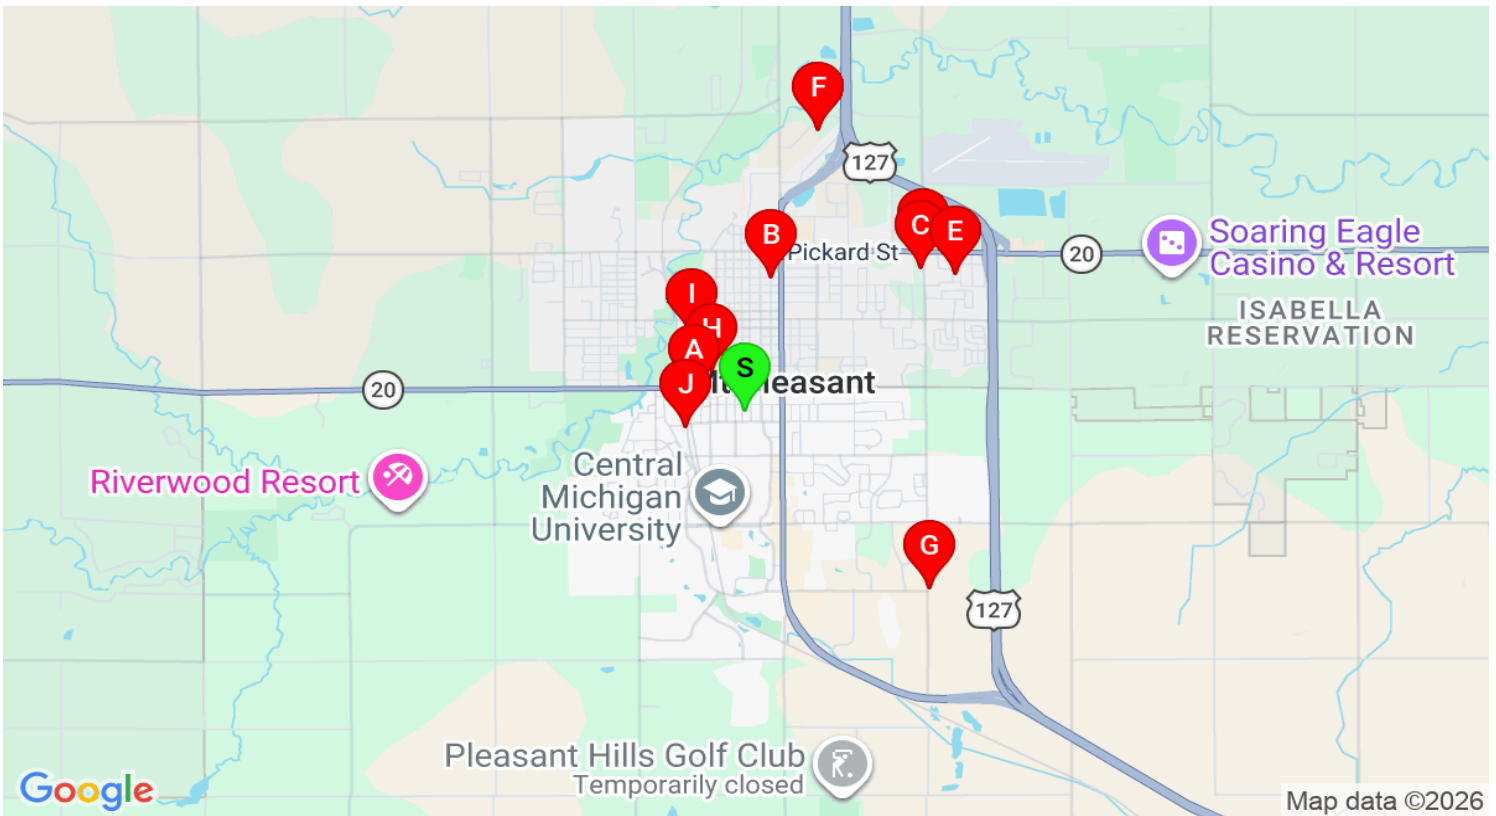 F
127
B
C
E
Pickard St
20
Soaring Eagle
Casino & Resort
ISABELLA
RESERVATION
I
H
A
S
J
20
Riverwood Resort
Central
Michigan
University
G
127
Pleasant Hills Golf Club
Temporarily closed
Google
Map data ©2026